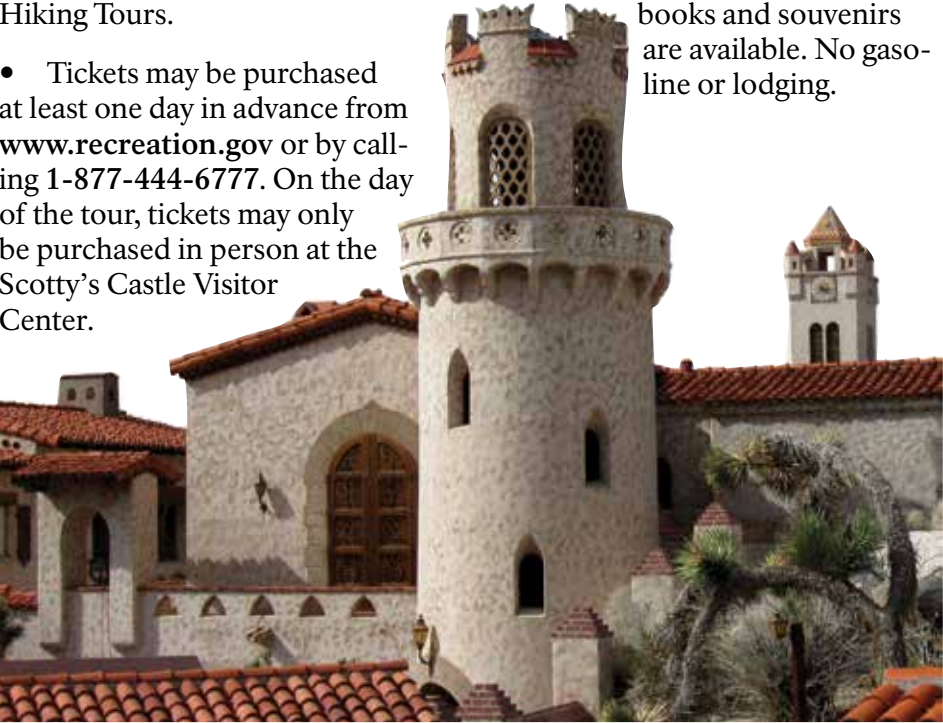 Hiking Tours.
• Tickets may be purchased
at least one day in advance from
www.recreation.gov or by call-
ing 1-877-444-6777. On the day
of the tour, tickets may only
be purchased in person at the
Scotty's Castle Visitor
Center.
books and souvenirs
are available. No gaso-
line or lodging.